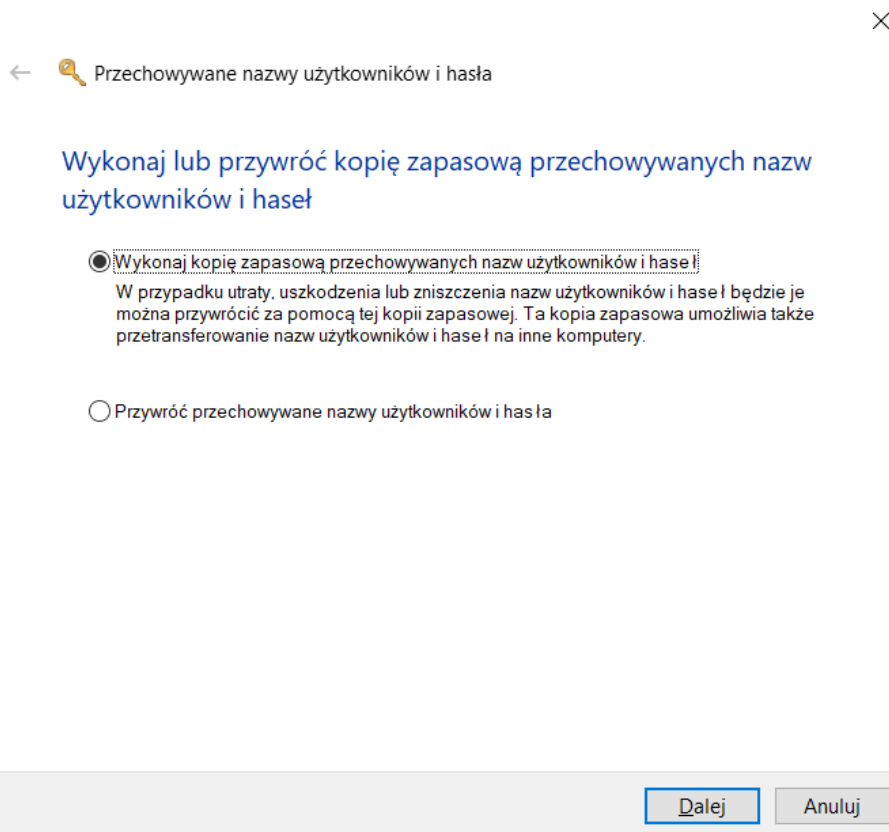 Przechowywane nazwy użytkowników i hasła
Wykonaj lub przywróć kopię zapasową przechowywanych nazw
użytkowników i haseł
Wykonaj kopię zapasową przechowywanych nazw użytkowników i haseł
W przypadku utraty, uszkodzenia lub zniszczenia nazw użytkowników i haseł będzie je
można przywrócić za pomocą tej kopii zapasowej. Ta kopia zapasowa umożliwia także
przetransferowanie nazw użytkowników i haseł na inne komputery.
Przywróć przechowywane nazwy użytkowników i hasła
Dalej
Anuluj